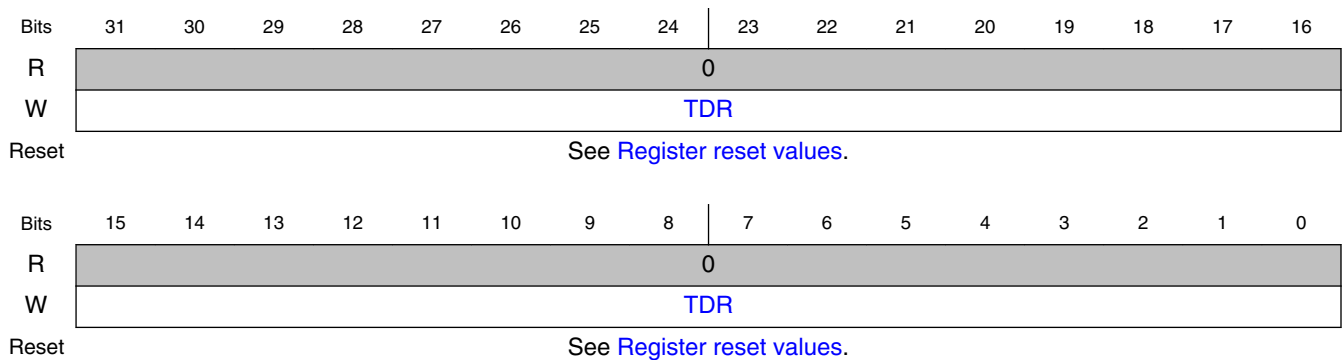 Bits 31 30 29 28 27 26 25 24 23 22 21 20 19 18 17 16
R 0
W TDR
Reset See Register reset values.
Bits 15 14 13 12 11 10 9 8 7 6 5 4 3 2 1 0
R 0
W TDR
Reset See Register reset values.